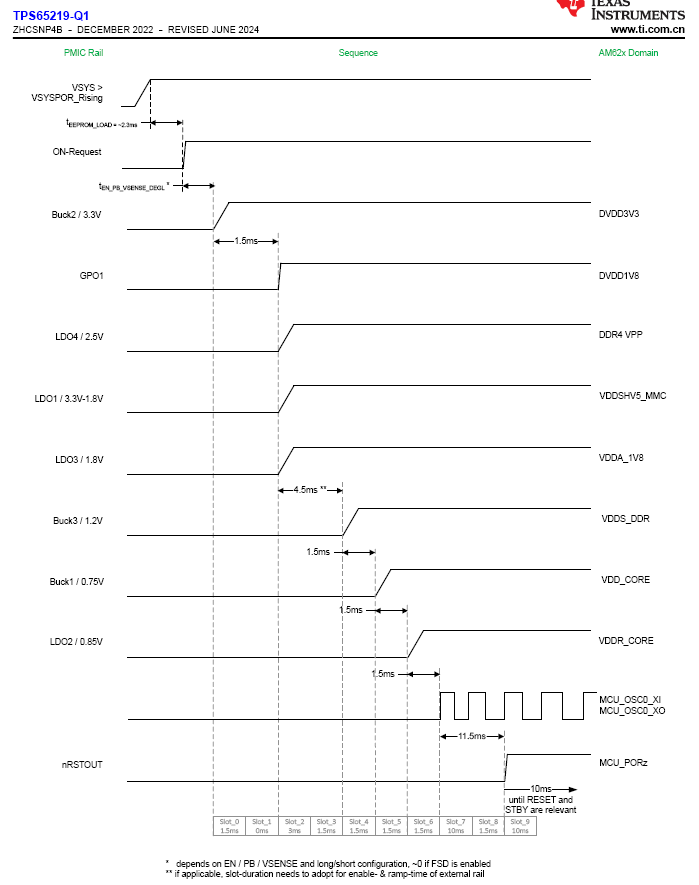 TEXAS
INSTRUMENTS
TPS65219-Q1
ZHCSNP4B - DECEMBER 2022 - REVISED JUNE 2024
www.ti.com.cn
PMIC Rail
Sequence
AM62x Domain
VSYS >
VSYSPOR_Rising
tEEPROM_LOAD = ~2.3ms
ON-Request
tEN_PB_VSENSE_DEGL *
Buck2 / 3.3V
DVDD3V3
1.5ms
GPO1
DVDD1V8
LDO4 / 2.5V
DDR4 VPP
LDO1 / 3.3V-1.8V
VDDSHV5_MMC
LDO3 / 1.8V
VDDA_1V8
4.5ms **
Buck3 / 1.2V
VDDS_DDR
1.5ms
Buck1 / 0.75V
VDD_CORE
1.5ms
LDO2 / 0.85V
VDDR_CORE
1.5ms
MCU_OSC0_XI
MCU_OSC0_XO
11.5ms
nRSTOUT
MCU_PORz
10ms
until RESET and
STBY are relevant
Slot_0 Slot_1 Slot_2 Slot_3 Slot_4 Slot_5 Slot_6 Slot_7 Slot_8 Slot_9
1.5ms 0ms 3ms 1.5ms 1.5ms 1.5ms 1.5ms 10ms 1.5ms 10ms
* depends on EN / PB / VSENSE and long/short configuration, ~0 if FSD is enabled
** if applicable, slot-duration needs to adopt for enable- & ramp-time of external rail